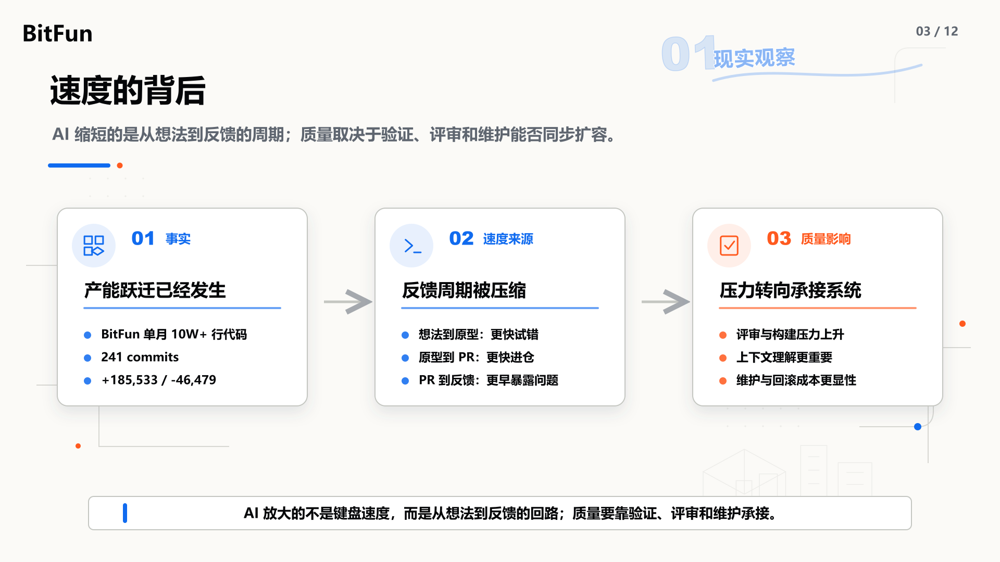 BitFun
03 / 12
01 现实观察
速度的背后
AI 缩短的是从想法到反馈的周期；质量取决于验证、评审和维护能否同步扩容。
01 事实
产能跃迁已经发生
BitFun 单月 10W+ 行代码
241 commits
+185,533 / -46,479
02 速度来源
反馈周期被压缩
想法到原型：更快试错
原型到 PR：更快进仓
PR 到反馈：更早暴露问题
03 质量影响
压力转向承接系统
评审与构建压力上升
上下文理解更重要
维护与回滚成本更显性
AI 放大的不是键盘速度，而是从想法到反馈的回路；质量要靠验证、评审和维护承接。